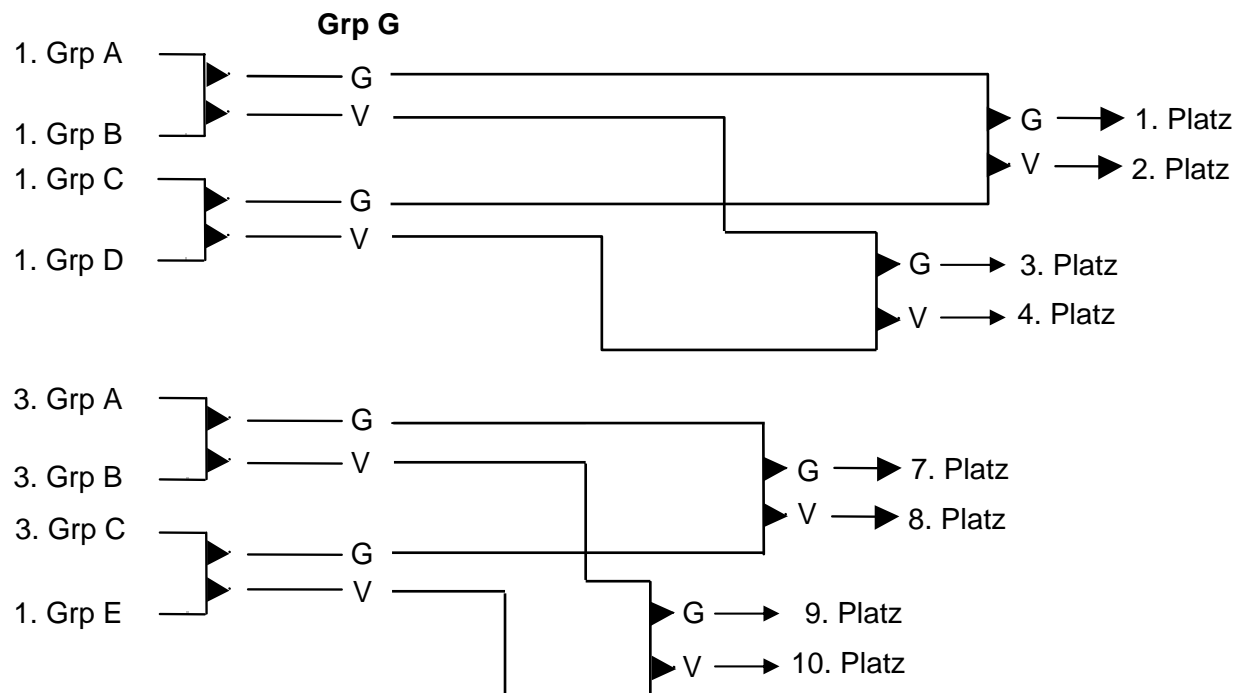 Grp G
1. Grp A
G
V
1. Grp B
G → 1. Platz
V → 2. Platz
1. Grp C
G
V
1. Grp D
G → 3. Platz
V → 4. Platz
3. Grp A
G
V
3. Grp B
G → 7. Platz
V → 8. Platz
3. Grp C
G
V
1. Grp E
G → 9. Platz
V → 10. Platz